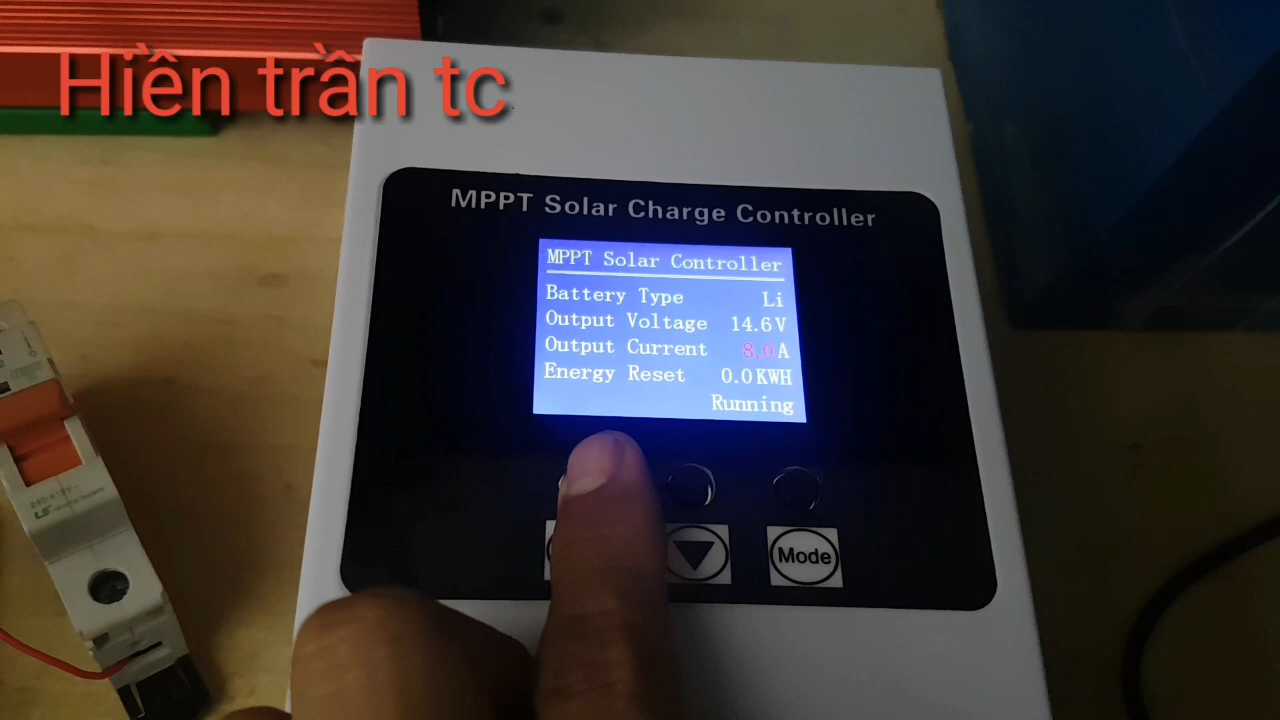 Hiền trần tc
MPPT Solar Charge Controller
MPPT Solar Controller
Battery Type Li
Output Voltage 14.6V
Output Current 8.0A
Energy Reset 0.0KWH
Running
Mode
LS